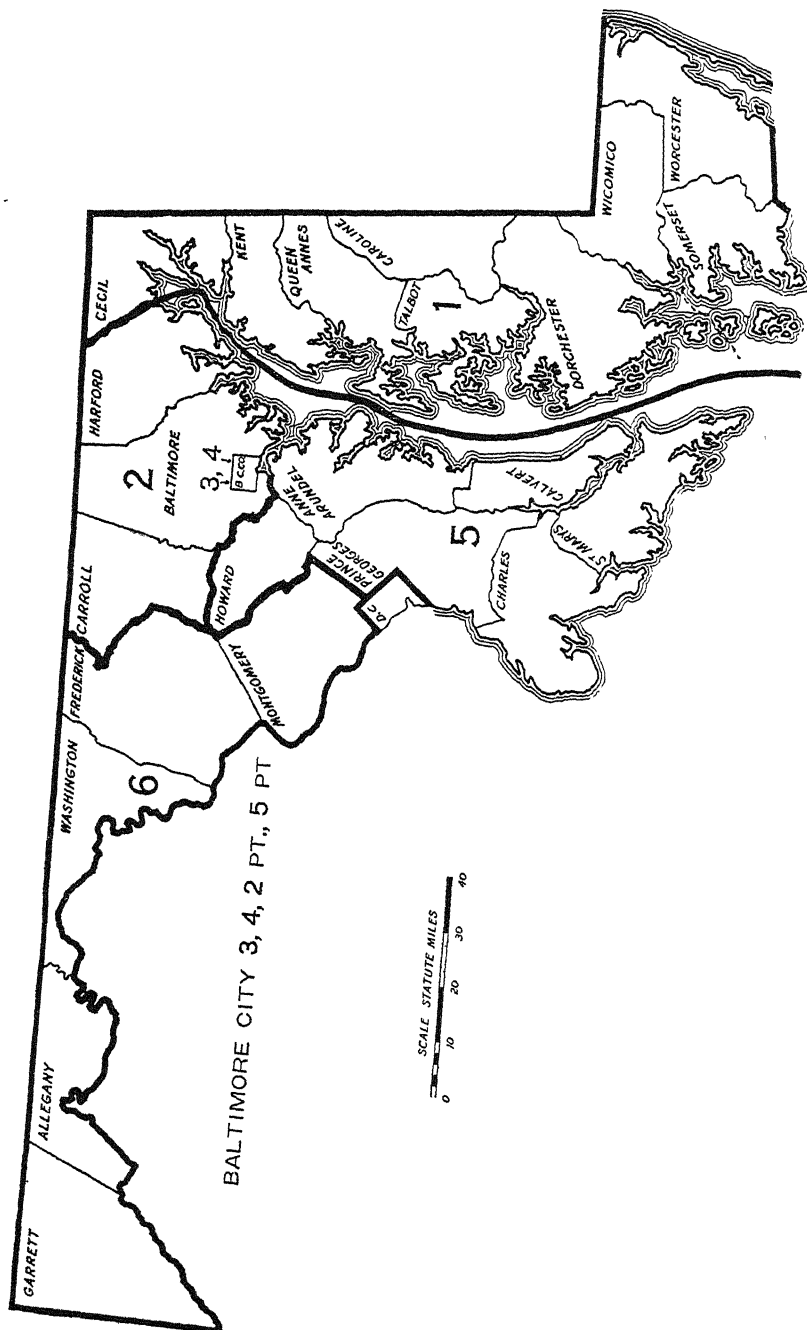 GARRETT
ALLEGANY
WASHINGTON
FREDERICK
CARROLL
HARFORD
CECIL
6
2
BALTIMORE
3, 4
B. C. CO.
HOWARD
MONTGOMERY
ANNE
ARUNDEL
PRINCE
GEORGES
D.C
5
CALVERT
CHARLES
ST MARYS
KENT
QUEEN
ANNES
CAROLINE
TALBOT
1
DORCHESTER
WICOMICO
WORCESTER
SOMERSET
BALTIMORE CITY 3, 4, 2 PT., 5 PT
SCALE STATUTE MILES
0 10 20 30 40